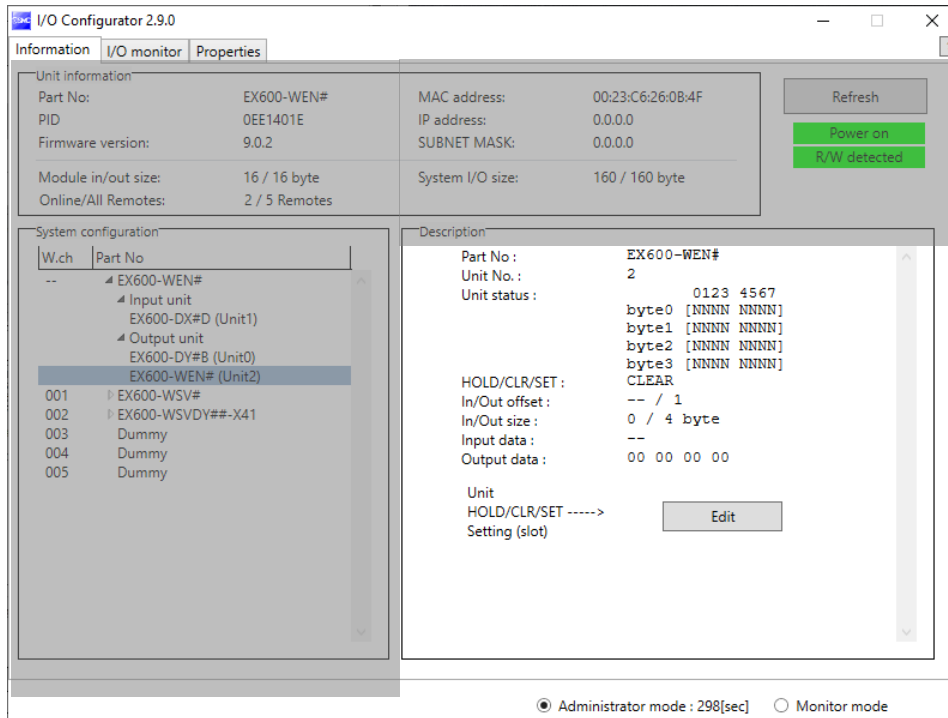 I/O Configurator 2.9.0
Information I/O monitor Properties
Unit information
Part No: EX600-WEN# MAC address: 00:23:C6:26:0B:4F Refresh
PID 0EE1401E IP address: 0.0.0.0 Power on
Firmware version: 9.0.2 SUBNET MASK: 0.0.0.0 R/W detected
Module in/out size: 16 / 16 byte System I/O size: 160 / 160 byte
Online/All Remotes: 2 / 5 Remotes
System configuration
W.ch Part No
-- EX600-WEN#
Input unit
EX600-DX#D (Unit1)
Output unit
EX600-DY#B (Unit0)
EX600-WEN# (Unit2)
001 EX600-WSV#
002 EX600-WSVDY##-X41
003 Dummy
004 Dummy
005 Dummy
Description
Part No : EX600-WEN#
Unit No. : 2
Unit status : 0123 4567
byte0 [NNNN NNNN]
byte1 [NNNN NNNN]
byte2 [NNNN NNNN]
byte3 [NNNN NNNN]
HOLD/CLR/SET : CLEAR
In/Out offset : -- / 1
In/Out size : 0 / 4 byte
Input data : --
Output data : 00 00 00 00
Unit
HOLD/CLR/SET -----> Edit
Setting (slot)
Administrator mode : 298[sec] Monitor mode